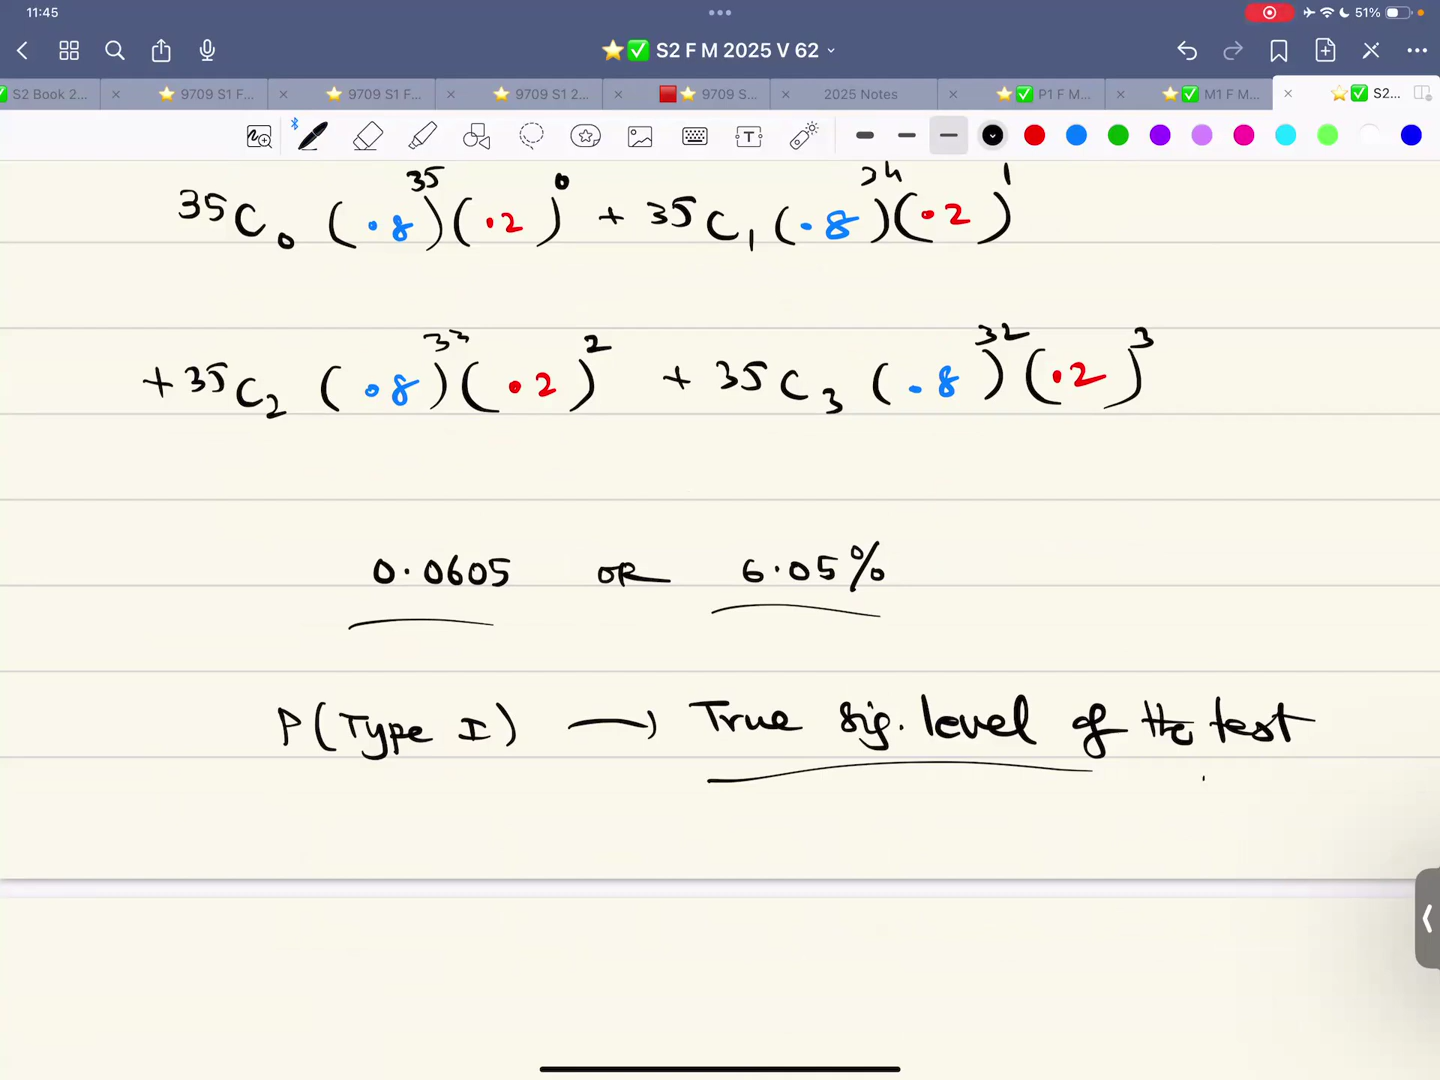 11:45
51%
S2 F M 2025 V 62
S2 Book 2...
9709 S1 F...
9709 S1 F...
9709 S1 2...
9709 S...
2025 Notes
P1 F M...
M1 F M...
S2...
³⁵C₀ (.8)³⁵(.2)⁰ + ³⁵C₁(.8)³⁴(.2)¹
+ ³⁵C₂ (.8)³³(.2)² + ³⁵C₃ (.8)³²(.2)³
0.0605 OR 6.05%
P(Type I) → True sig. level of the test